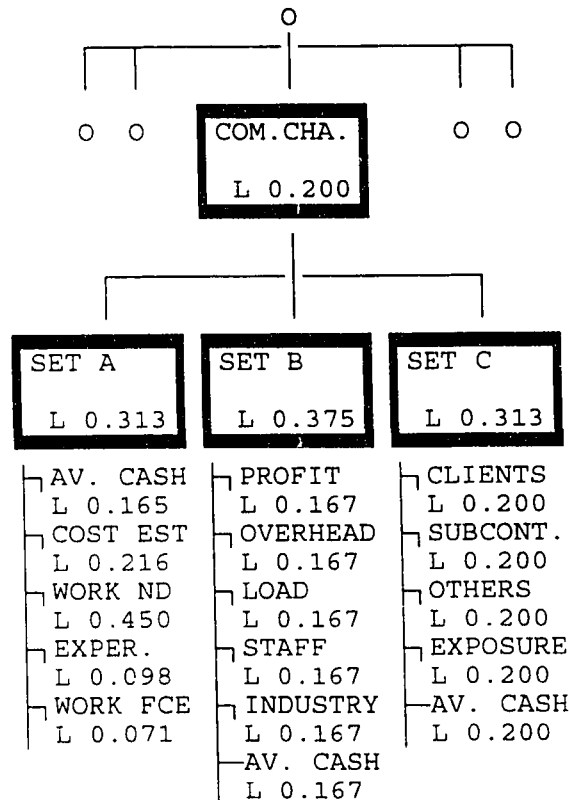 O
O O O O
COM.CHA.
L 0.200
SET A
L 0.313
SET B
L 0.375
SET C
L 0.313
AV. CASH
L 0.165
COST EST
L 0.216
WORK ND
L 0.450
EXPER.
L 0.098
WORK FCE
L 0.071
PROFIT
L 0.167
OVERHEAD
L 0.167
LOAD
L 0.167
STAFF
L 0.167
INDUSTRY
L 0.167
AV. CASH
L 0.167
CLIENTS
L 0.200
SUBCONT.
L 0.200
OTHERS
L 0.200
EXPOSURE
L 0.200
AV. CASH
L 0.200